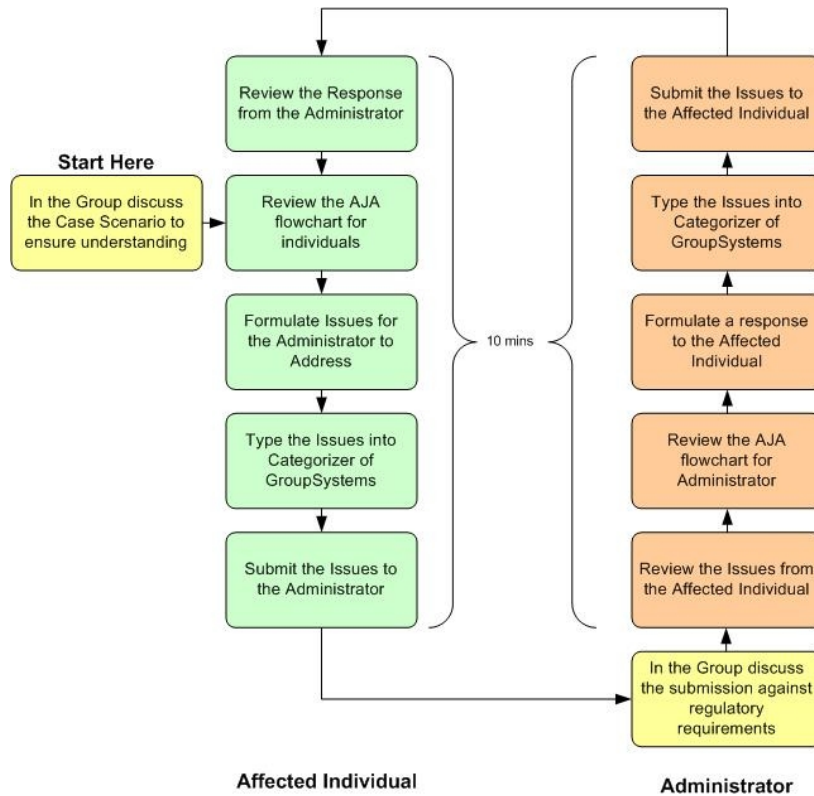 Review the Response
from the Administrator
Start Here
In the Group discuss
the Case Scenario to
ensure understanding
Review the AJA
flowchart for
individuals
Formulate Issues for
the Administrator to
Address
Type the Issues into
Categorizer of
GroupSystems
Submit the Issues to
the Administrator
10 mins
Submit the Issues to
the Affected Individual
Type the Issues into
Categorizer of
GroupSystems
Formulate a response
to the Affected
Individual
Review the AJA
flowchart for
Administrator
Review the Issues from
the Affected Individual
In the Group discuss
the submission against
regulatory
requirements
Affected Individual
Administrator